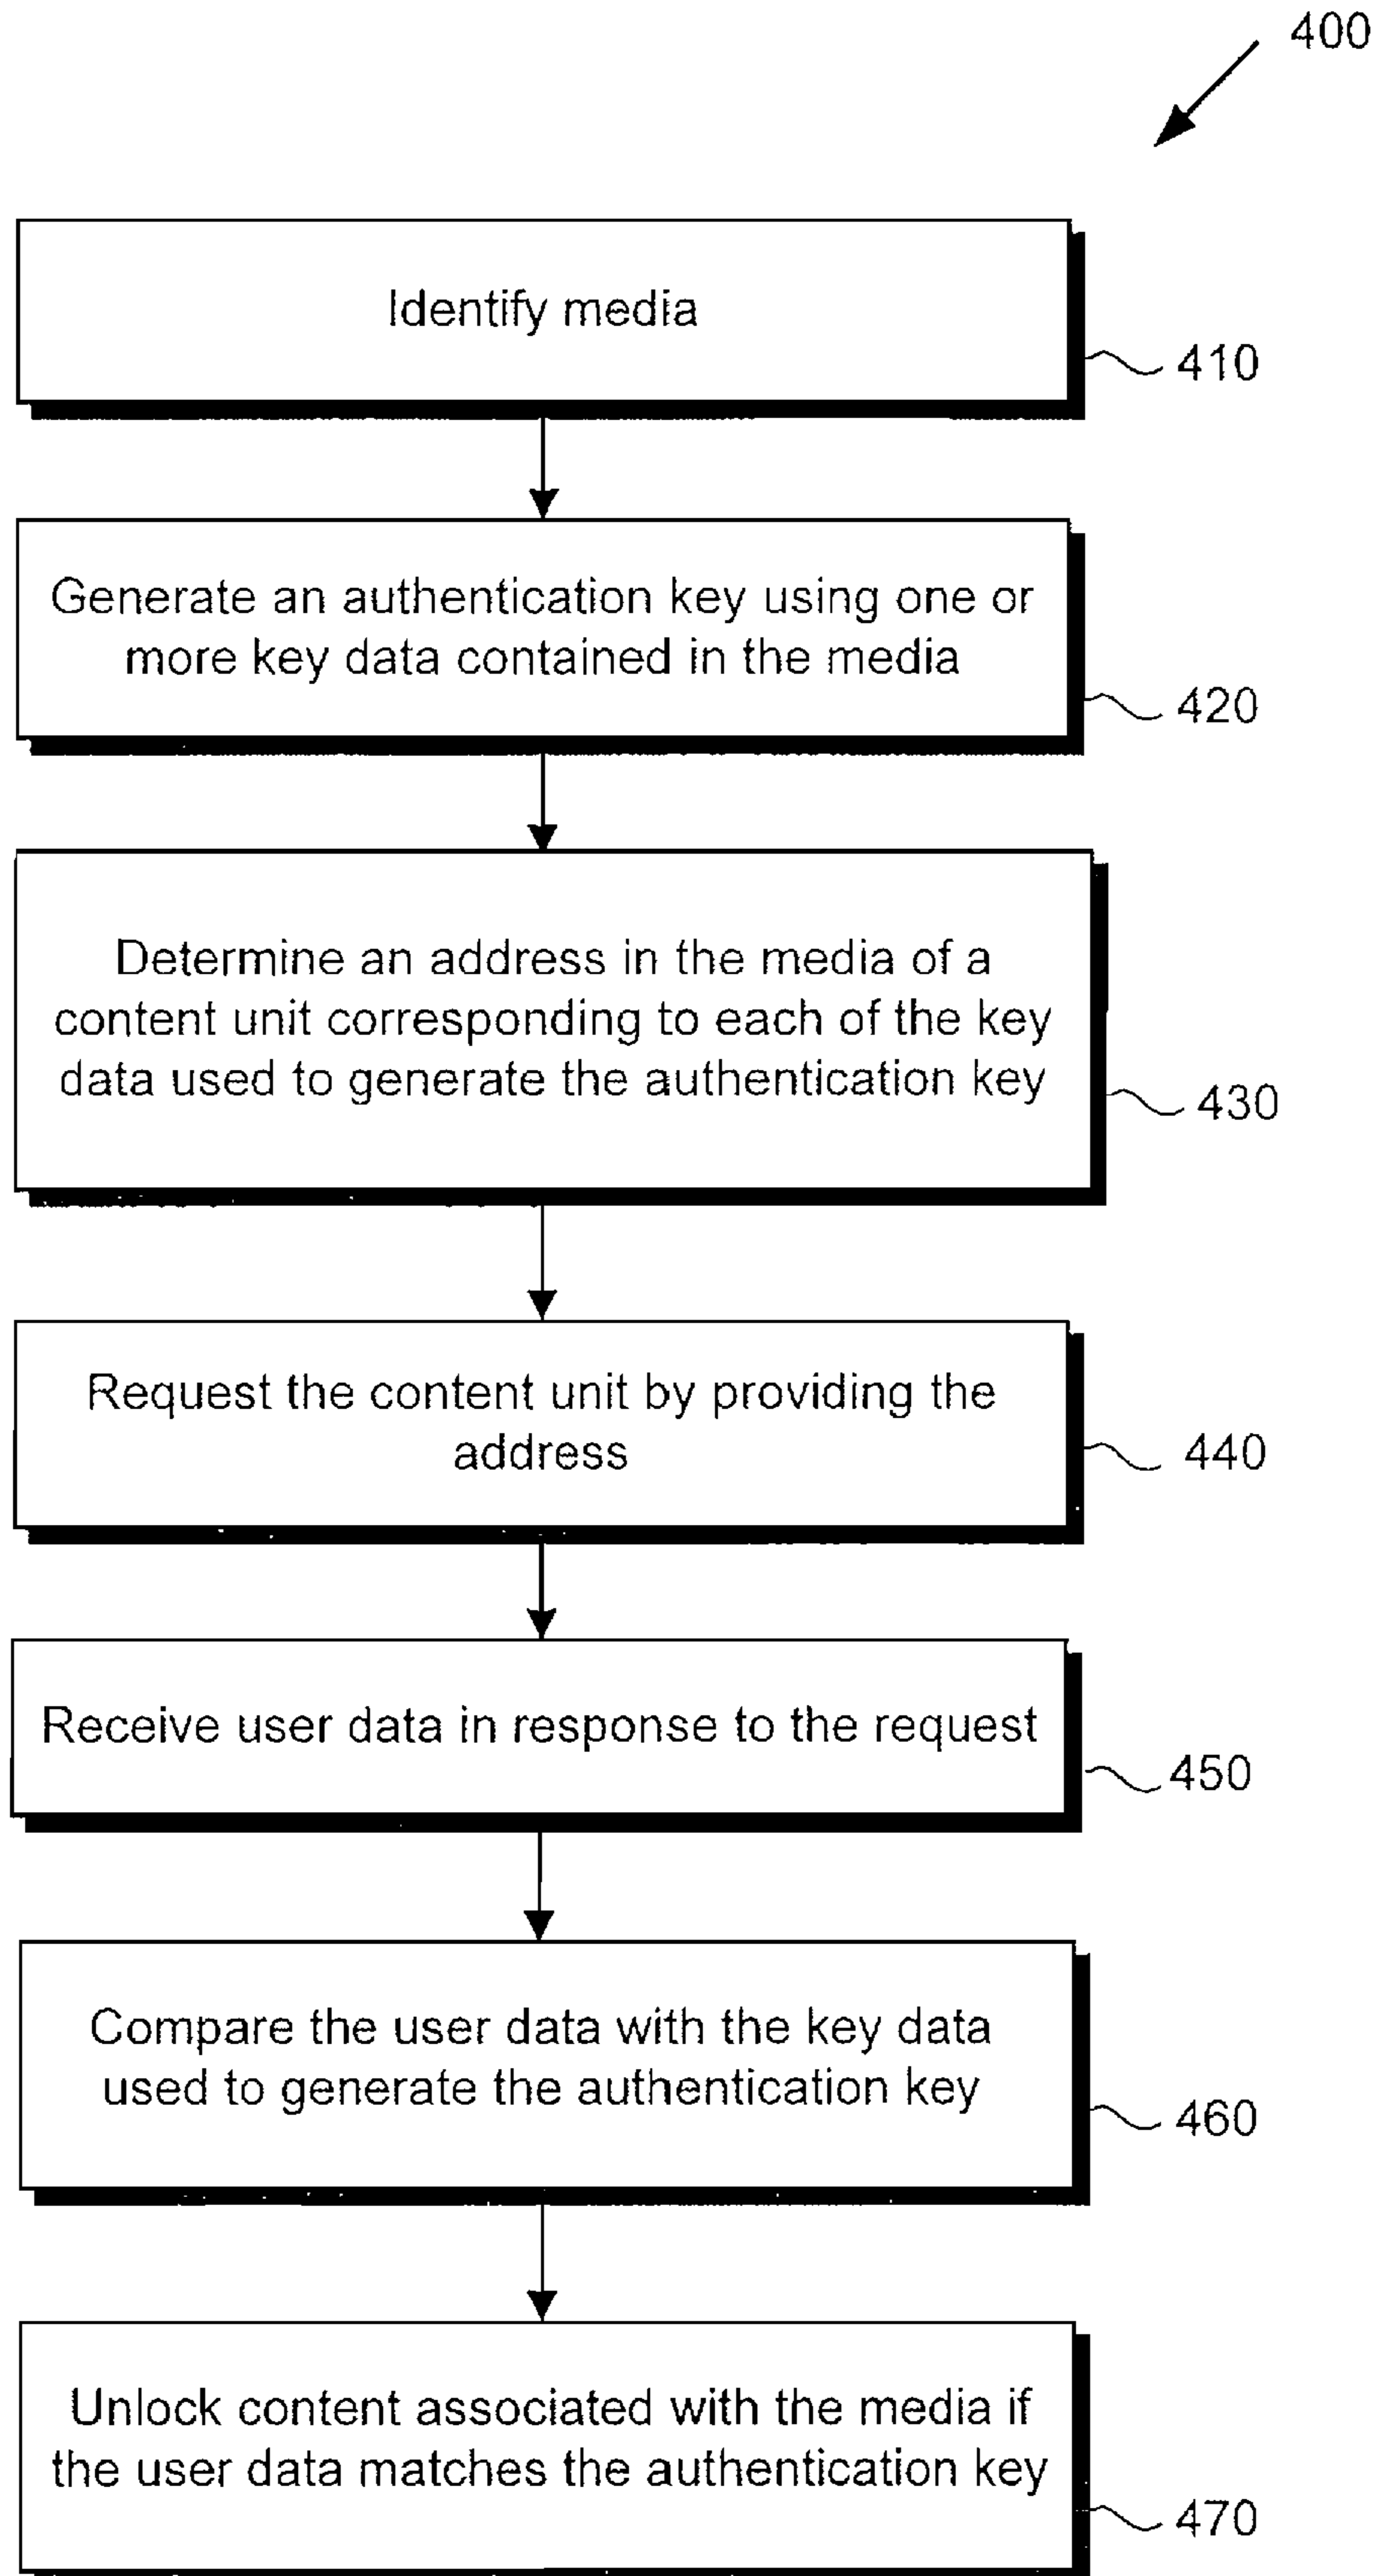 400
Identify media
410
Generate an authentication key using one or
more key data contained in the media
420
Determine an address in the media of a
content unit corresponding to each of the key
data used to generate the authentication key
430
Request the content unit by providing the
address
440
Receive user data in response to the request
450
Compare the user data with the key data
used to generate the authentication key
460
Unlock content associated with the media if
the user data matches the authentication key
470